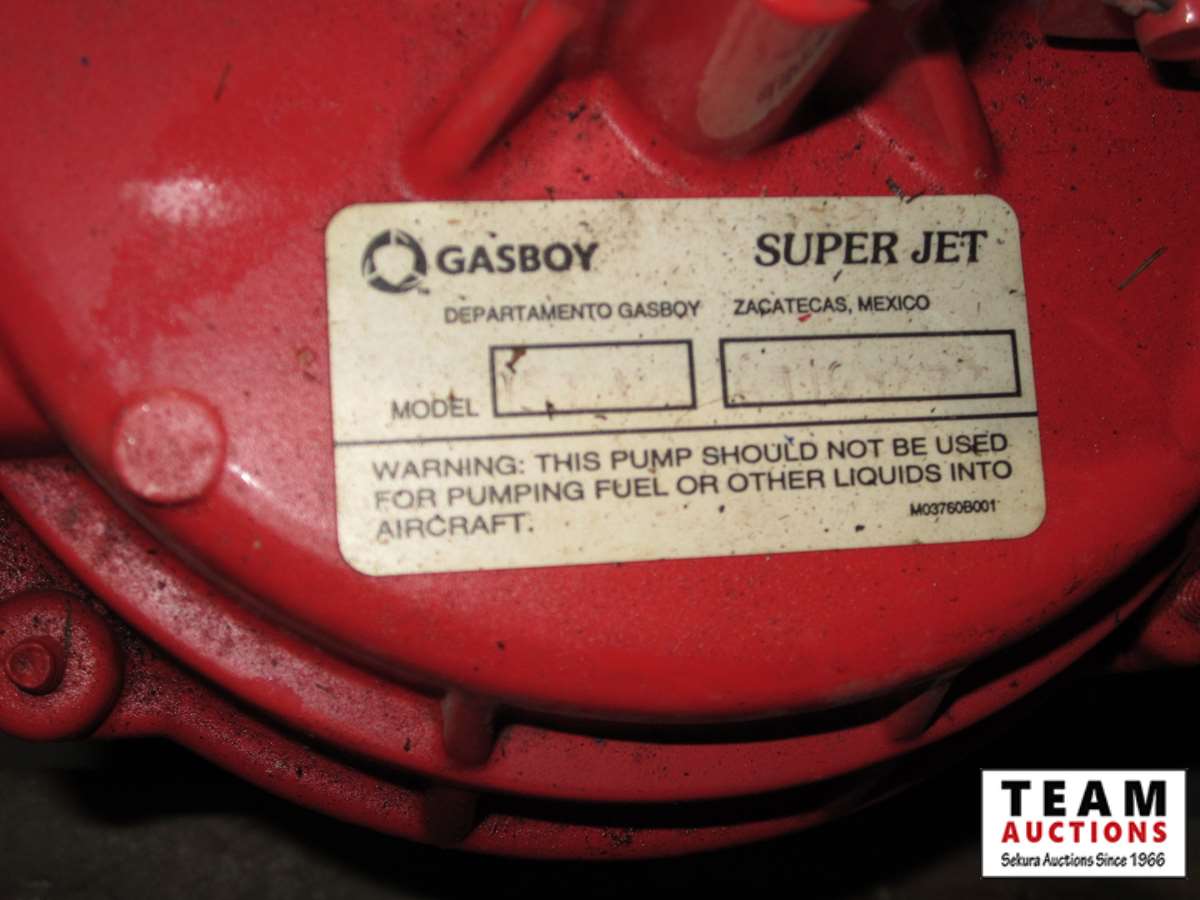 GASBOY SUPER JET
DEPARTAMENTO GASBOY ZACATECAS, MEXICO
MODEL
WARNING: THIS PUMP SHOULD NOT BE USED
FOR PUMPING FUEL OR OTHER LIQUIDS INTO
AIRCRAFT.
M03760B001
TEAM
AUCTIONS
Sekura Auctions Since 1966